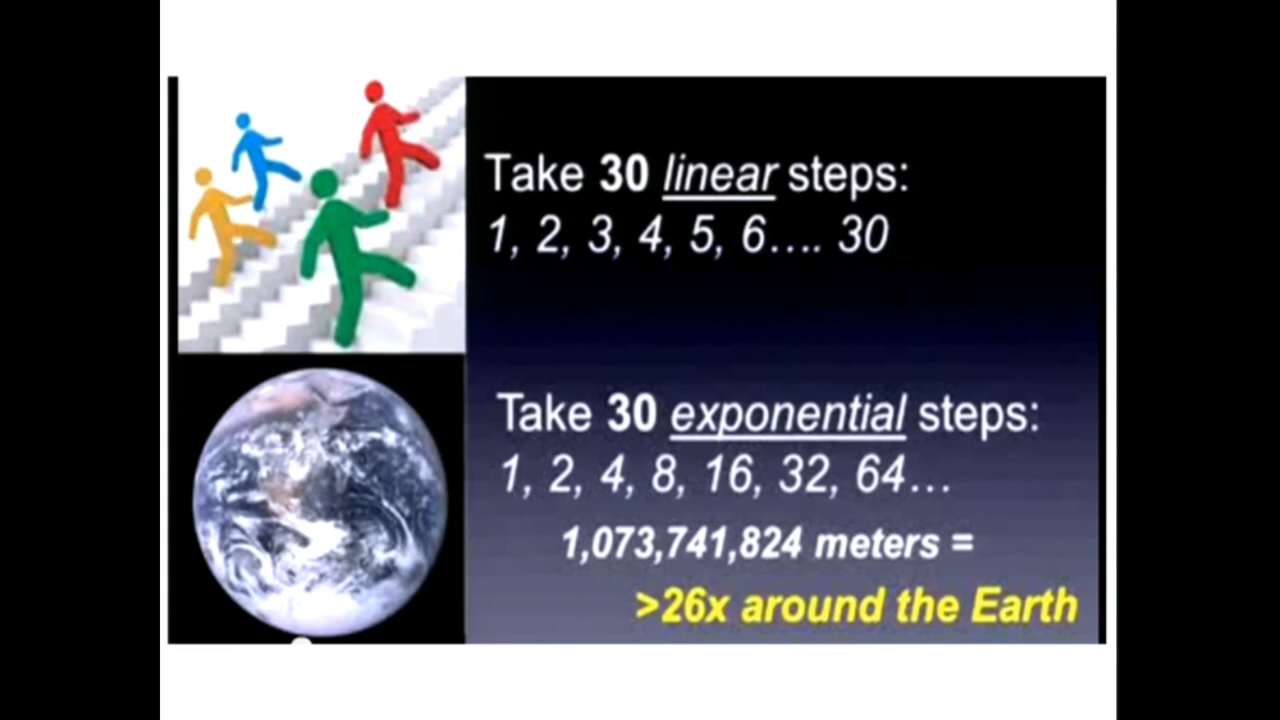 Take 30 linear steps:
1, 2, 3, 4, 5, 6.... 30
Take 30 exponential steps:
1, 2, 4, 8, 16, 32, 64...
1,073,741,824 meters =
>26x around the Earth